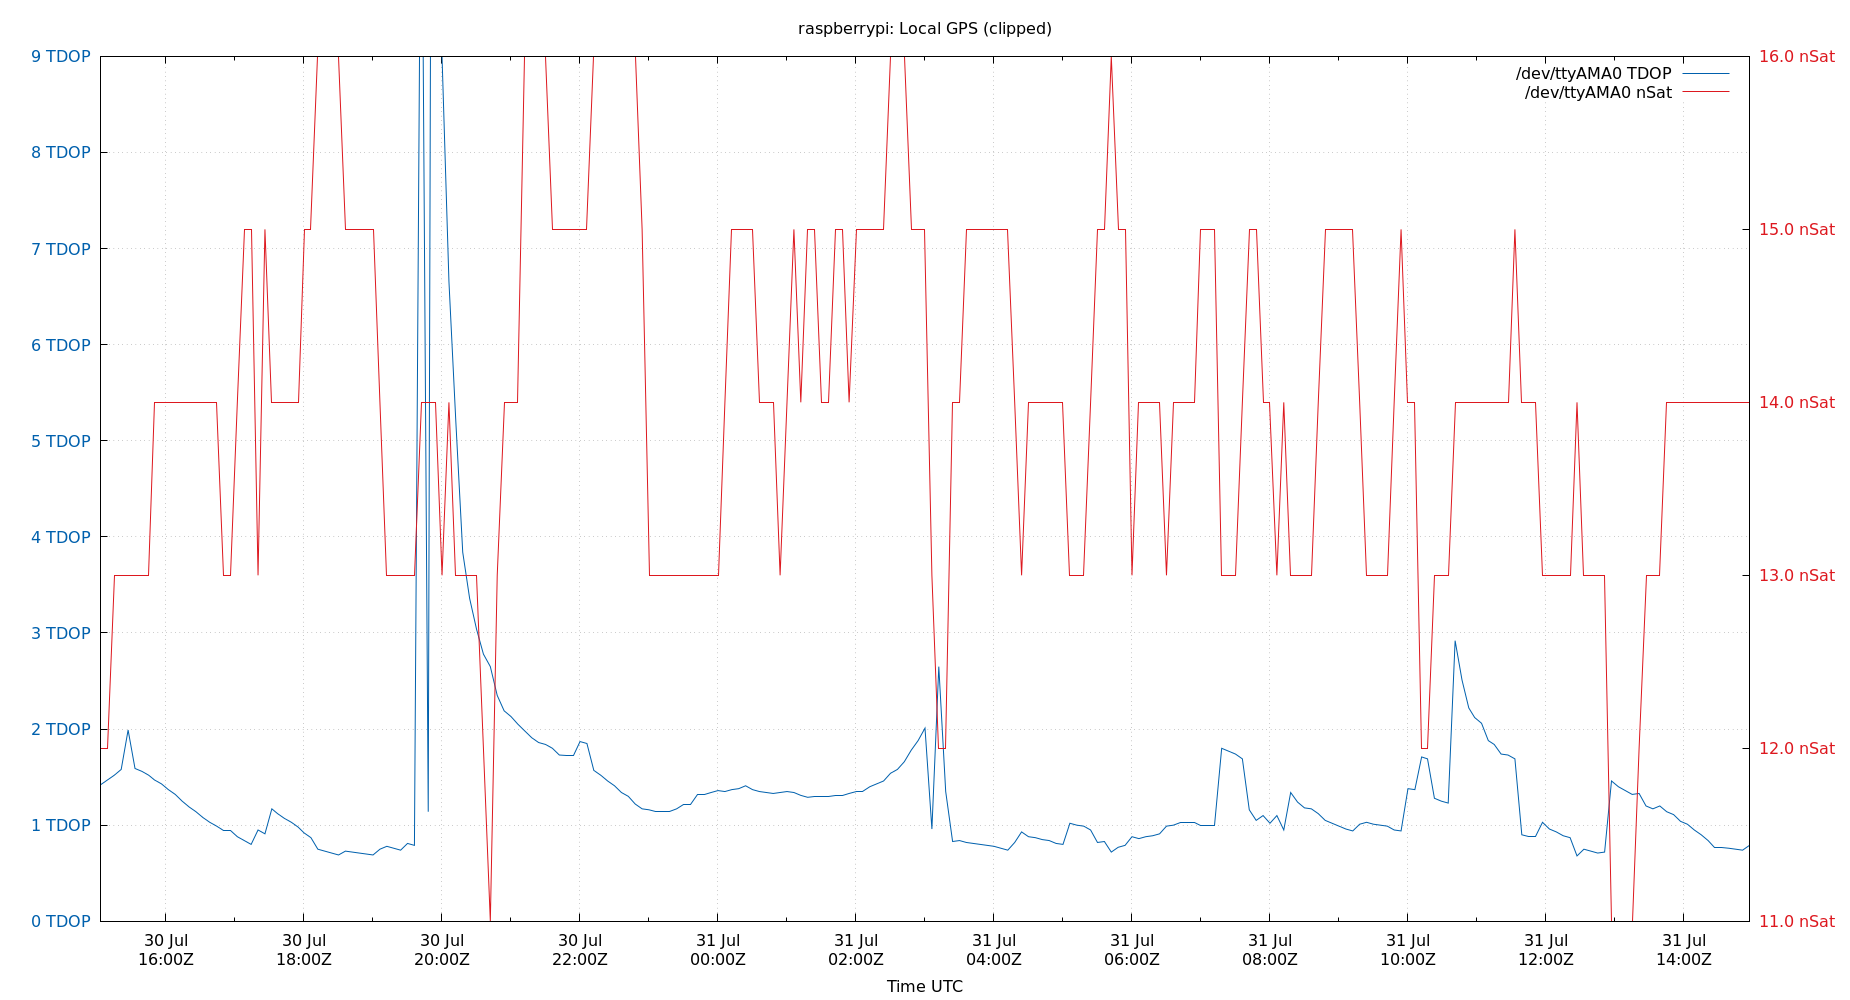 raspberrypi: Local GPS (clipped)
9 TDOP
8 TDOP
7 TDOP
6 TDOP
5 TDOP
4 TDOP
3 TDOP
2 TDOP
1 TDOP
0 TDOP
16.0 nSat
15.0 nSat
14.0 nSat
13.0 nSat
12.0 nSat
11.0 nSat
/dev/ttyAMA0 TDOP
/dev/ttyAMA0 nSat
30 Jul 30 Jul 30 Jul 30 Jul 31 Jul 31 Jul 31 Jul 31 Jul 31 Jul 31 Jul 31 Jul 31 Jul
16:00Z 18:00Z 20:00Z 22:00Z 00:00Z 02:00Z 04:00Z 06:00Z 08:00Z 10:00Z 12:00Z 14:00Z
Time UTC